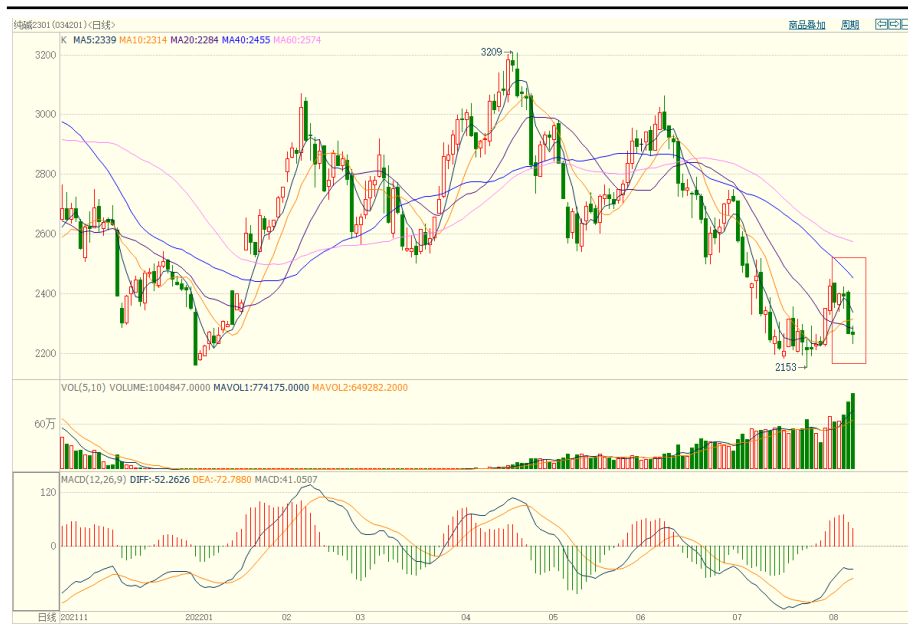 纯碱2301(034201)<日线>
商品叠加 周期
K MA5:2339 MA10:2314 MA20:2284 MA40:2455 MA60:2574
3200
3209
3000
2800
2600
2400
2200
2153
VOL(5,10) VOLUME:1004847.0000 MAVOL1:774175.0000 MAVOL2:649282.2000
60万
MACD(12,26,9) DIFF:-52.2626 DEA:-72.7880 MACD:41.0507
120
0
日线 202111 202201 02 03 04 05 06 07 08